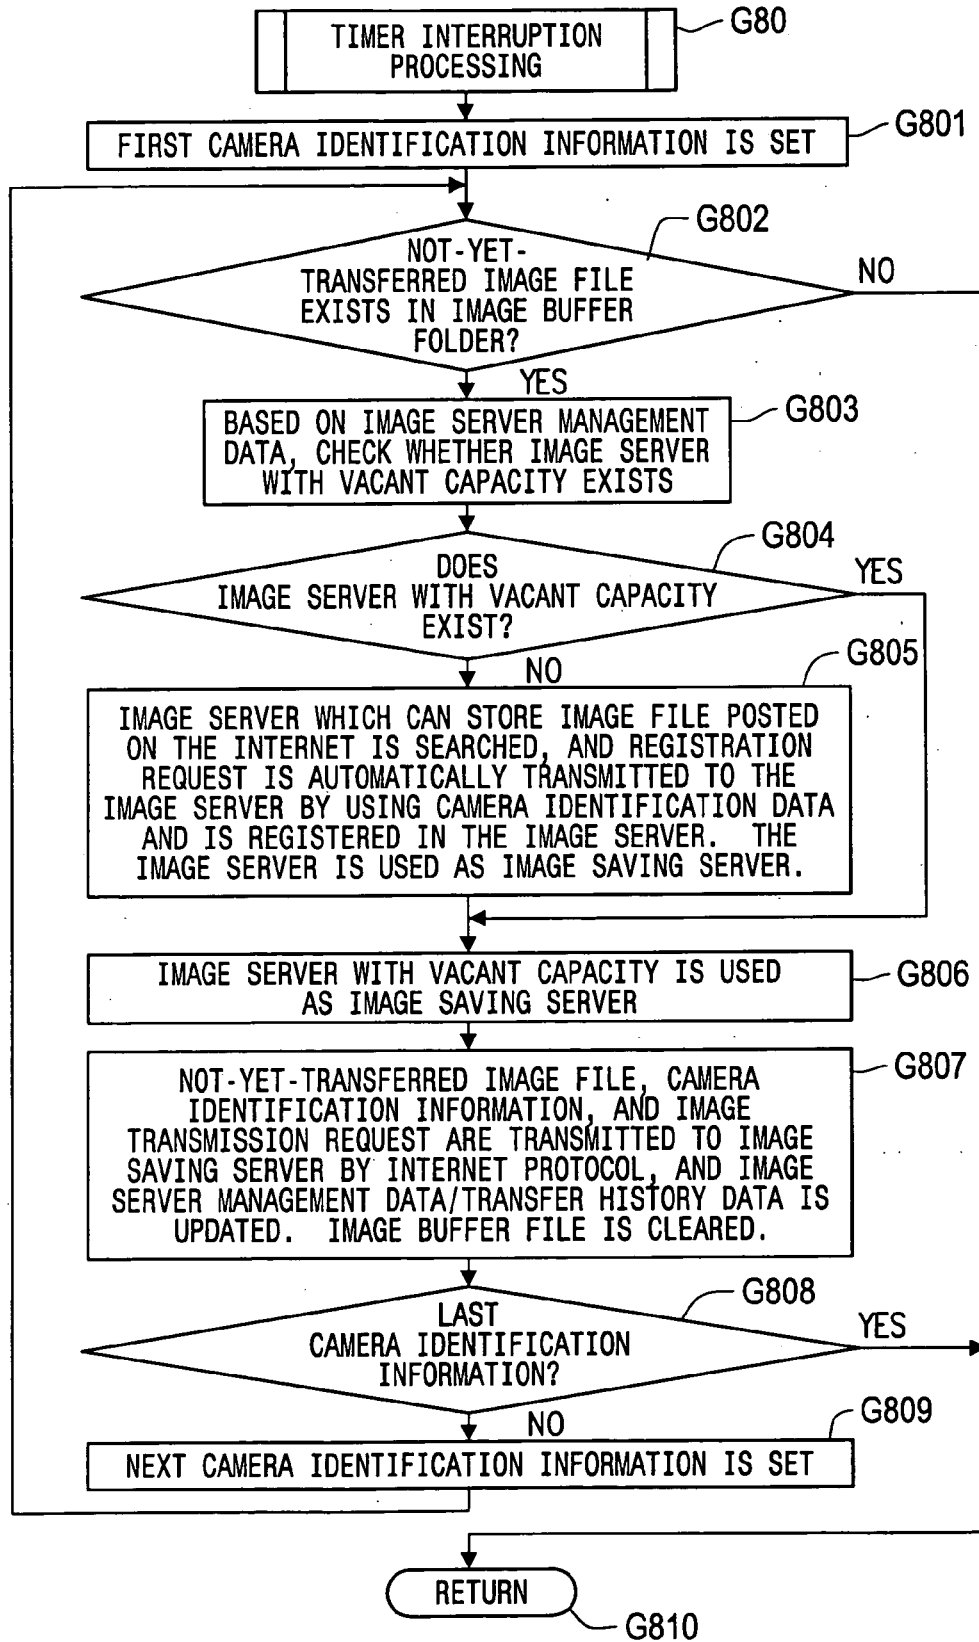 TIMER INTERRUPTION
PROCESSING
G80
FIRST CAMERA IDENTIFICATION INFORMATION IS SET
G801
G802
NOT-YET-
TRANSFERRED IMAGE FILE
EXISTS IN IMAGE BUFFER
FOLDER?
NO
YES
BASED ON IMAGE SERVER MANAGEMENT
DATA, CHECK WHETHER IMAGE SERVER
WITH VACANT CAPACITY EXISTS
G803
G804
DOES
IMAGE SERVER WITH VACANT CAPACITY
EXIST?
YES
NO
G805
IMAGE SERVER WHICH CAN STORE IMAGE FILE POSTED
ON THE INTERNET IS SEARCHED, AND REGISTRATION
REQUEST IS AUTOMATICALLY TRANSMITTED TO THE
IMAGE SERVER BY USING CAMERA IDENTIFICATION DATA
AND IS REGISTERED IN THE IMAGE SERVER. THE
IMAGE SERVER IS USED AS IMAGE SAVING SERVER.
IMAGE SERVER WITH VACANT CAPACITY IS USED
AS IMAGE SAVING SERVER
G806
NOT-YET-TRANSFERRED IMAGE FILE, CAMERA
IDENTIFICATION INFORMATION, AND IMAGE
TRANSMISSION REQUEST ARE TRANSMITTED TO IMAGE
SAVING SERVER BY INTERNET PROTOCOL, AND IMAGE
SERVER MANAGEMENT DATA/TRANSFER HISTORY DATA IS
UPDATED. IMAGE BUFFER FILE IS CLEARED.
G807
G808
LAST
CAMERA IDENTIFICATION
INFORMATION?
YES
NO
G809
NEXT CAMERA IDENTIFICATION INFORMATION IS SET
RETURN
G810